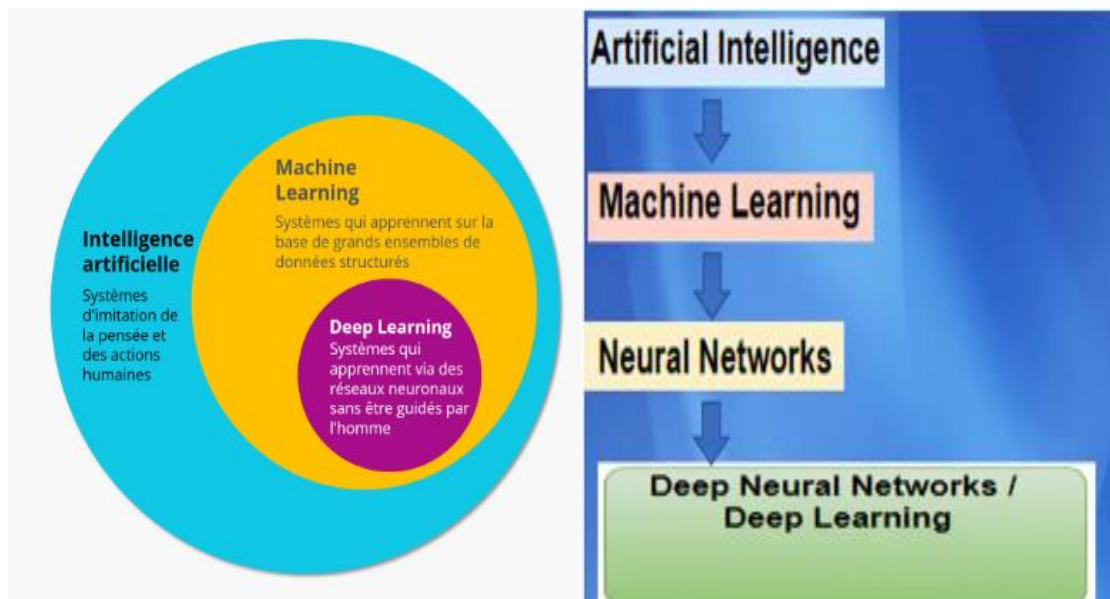 Intelligence
artificielle
Systèmes
d'imitation de
la pensée et
des actions
humaines
Machine
Learning
Systèmes qui apprennent sur la
base de grands ensembles de
données structurés
Deep Learning
Systèmes qui
apprennent via des
réseaux neuronaux
sans être guidés par
l'homme
Artificial Intelligence
Machine Learning
Neural Networks
Deep Neural Networks /
Deep Learning